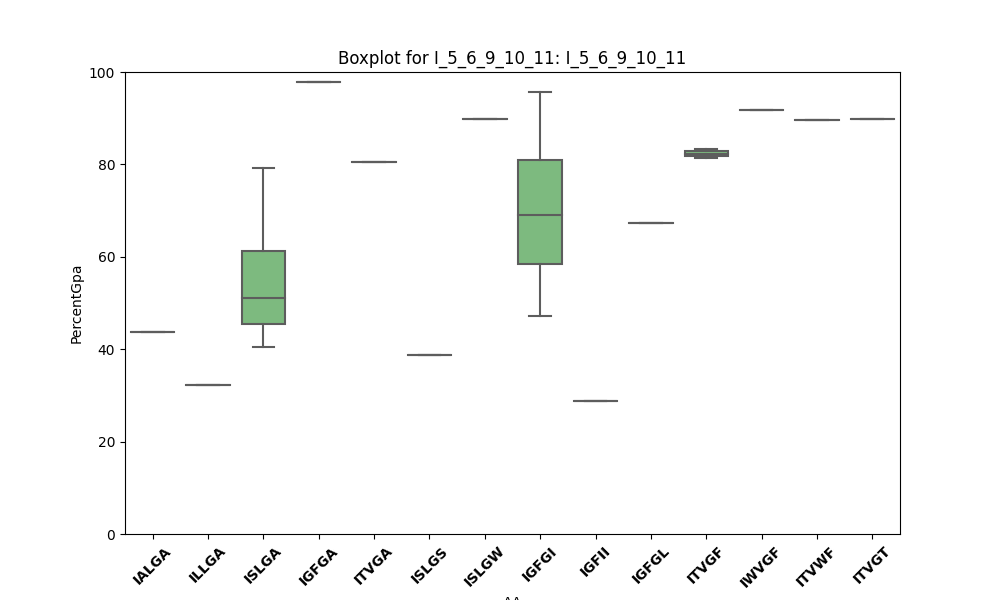 Boxplot for I_5_6_9_10_11: I_5_6_9_10_11
100
80
60
40
20
0
PercentGpa
IALGA
ILLGA
ISLGA
IGFGA
ITVGA
ISLGS
ISLGW
IGFGI
IGFII
IGFGL
ITVGF
IWVGF
ITVWF
ITVGT